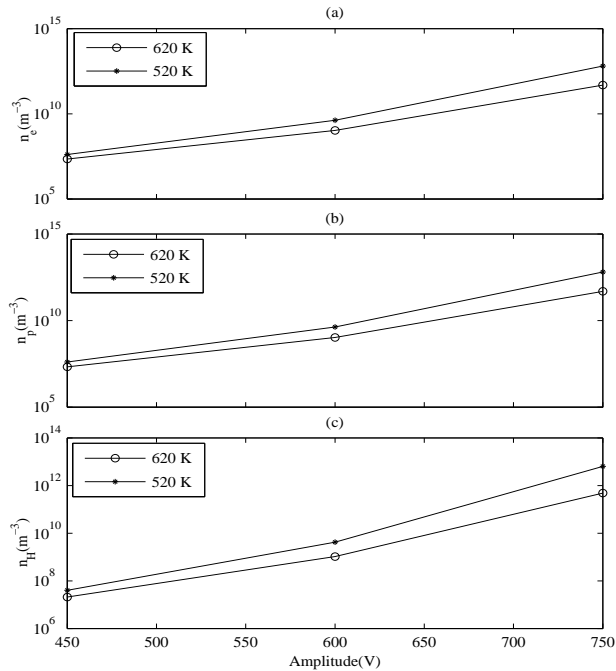 (a)
10^15
10^10
10^5
n_e(m^−3)
620 K
520 K
(b)
10^15
10^10
10^5
n_p(m^−3)
620 K
520 K
(c)
10^14
10^12
10^10
10^8
10^6
n_H(m^−3)
620 K
520 K
450 500 550 600 650 700 750
Amplitude(V)